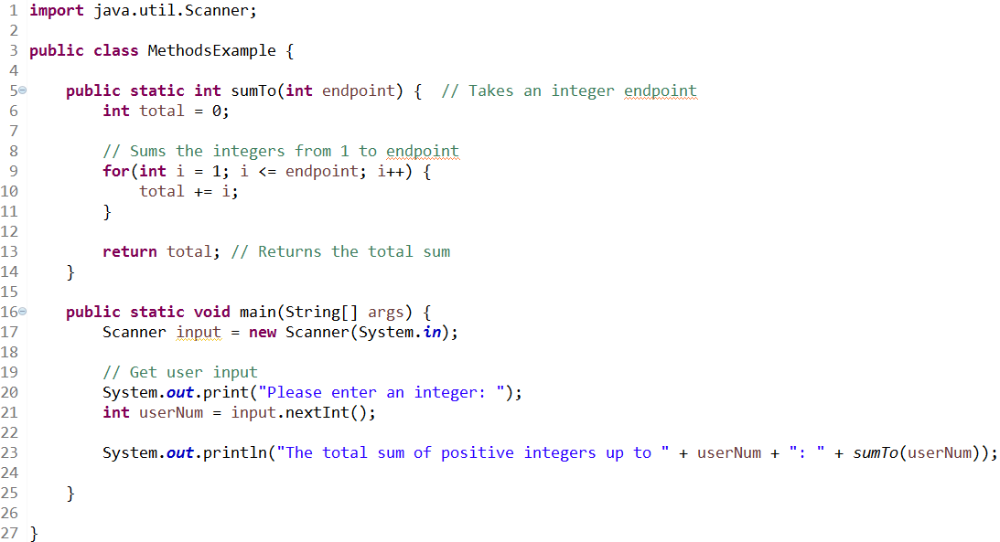 1 import java.util.Scanner;
2
3 public class MethodsExample {
4
5     public static int sumTo(int endpoint) {  // Takes an integer endpoint
6         int total = 0;
7
8         // Sums the integers from 1 to endpoint
9         for(int i = 1; i <= endpoint; i++) {
10             total += i;
11         }
12
13         return total; // Returns the total sum
14     }
15
16     public static void main(String[] args) {
17         Scanner input = new Scanner(System.in);
18
19         // Get user input
20         System.out.print("Please enter an integer: ");
21         int userNum = input.nextInt();
22
23         System.out.println("The total sum of positive integers up to " + userNum + ": " + sumTo(userNum));
24
25     }
26
27 }